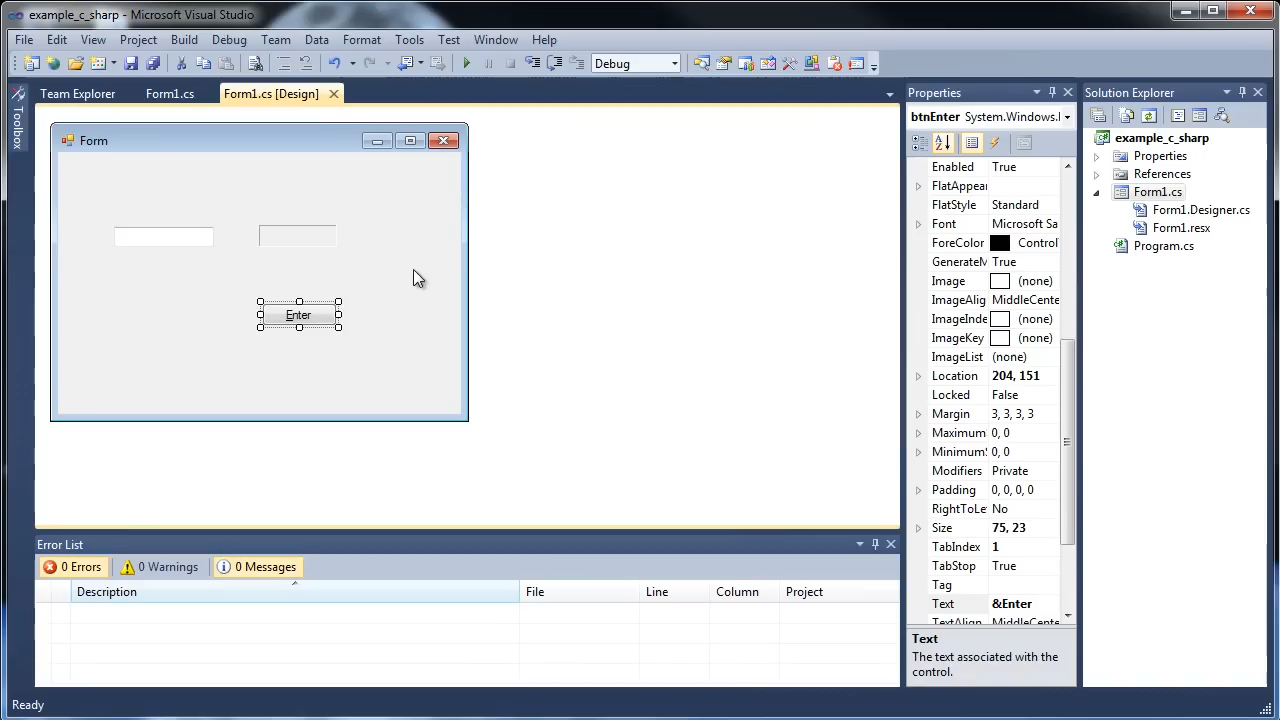 example_c_sharp - Microsoft Visual Studio
File Edit View Project Build Debug Team Data Format Tools Test Window Help
Debug
Toolbox
Team Explorer Form1.cs Form1.cs [Design]
Form
Enter
Properties
btnEnter System.Windows.
Enabled True
FlatAppear
FlatStyle Standard
Font Microsoft Sa
ForeColor Control
GenerateM True
Image (none)
ImageAlig MiddleCente
ImageInde (none)
ImageKey (none)
ImageList (none)
Location 204, 151
Locked False
Margin 3, 3, 3, 3
Maximum 0, 0
Minimum 0, 0
Modifiers Private
Padding 0, 0, 0, 0
RightToLe No
Size 75, 23
TabIndex 1
TabStop True
Tag
Text &Enter
TextAlign MiddleCente
Text
The text associated with the
control.
Solution Explorer
example_c_sharp
Properties
References
Form1.cs
Form1.Designer.cs
Form1.resx
Program.cs
Error List
0 Errors 0 Warnings 0 Messages
Description File Line Column Project
Ready